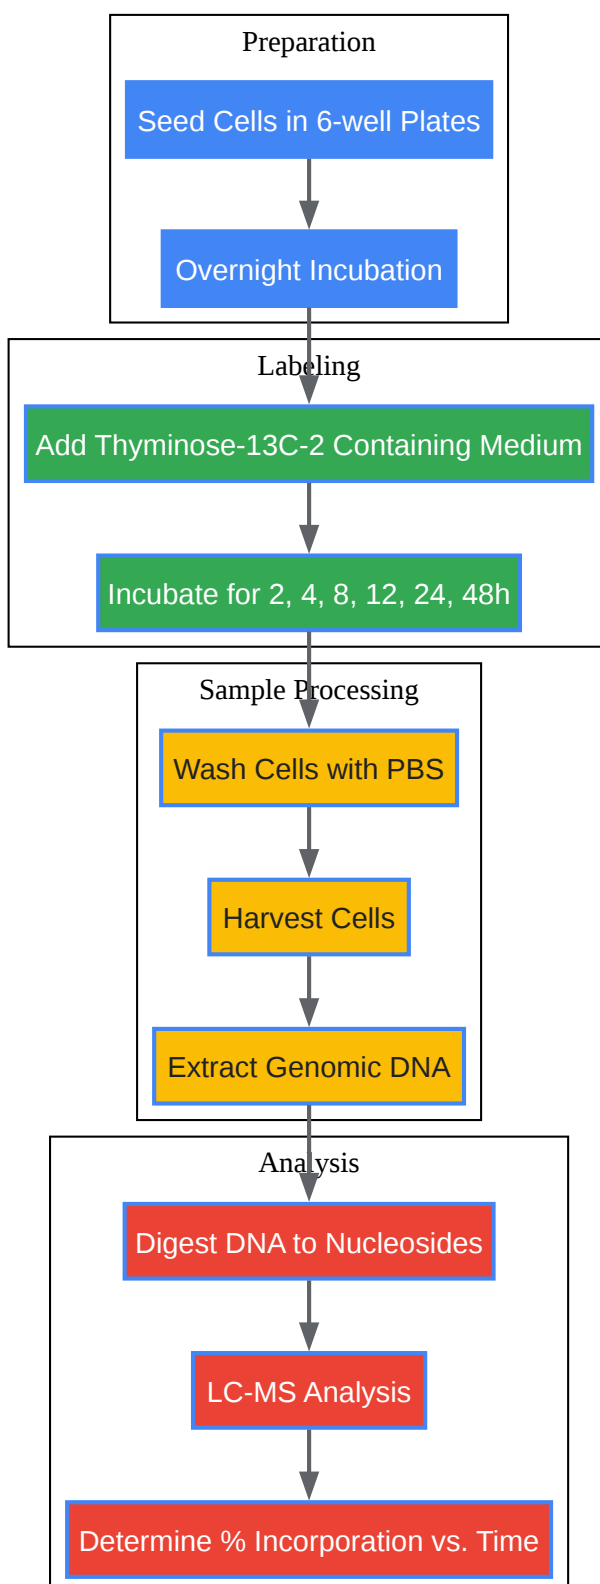 Preparation
Seed Cells in 6-well Plates
Overnight Incubation
Labeling
Add Thyminose-13C-2 Containing Medium
Incubate for 2, 4, 8, 12, 24, 48h
Sample Processing
Wash Cells with PBS
Harvest Cells
Extract Genomic DNA
Analysis
Digest DNA to Nucleosides
LC-MS Analysis
Determine % Incorporation vs. Time